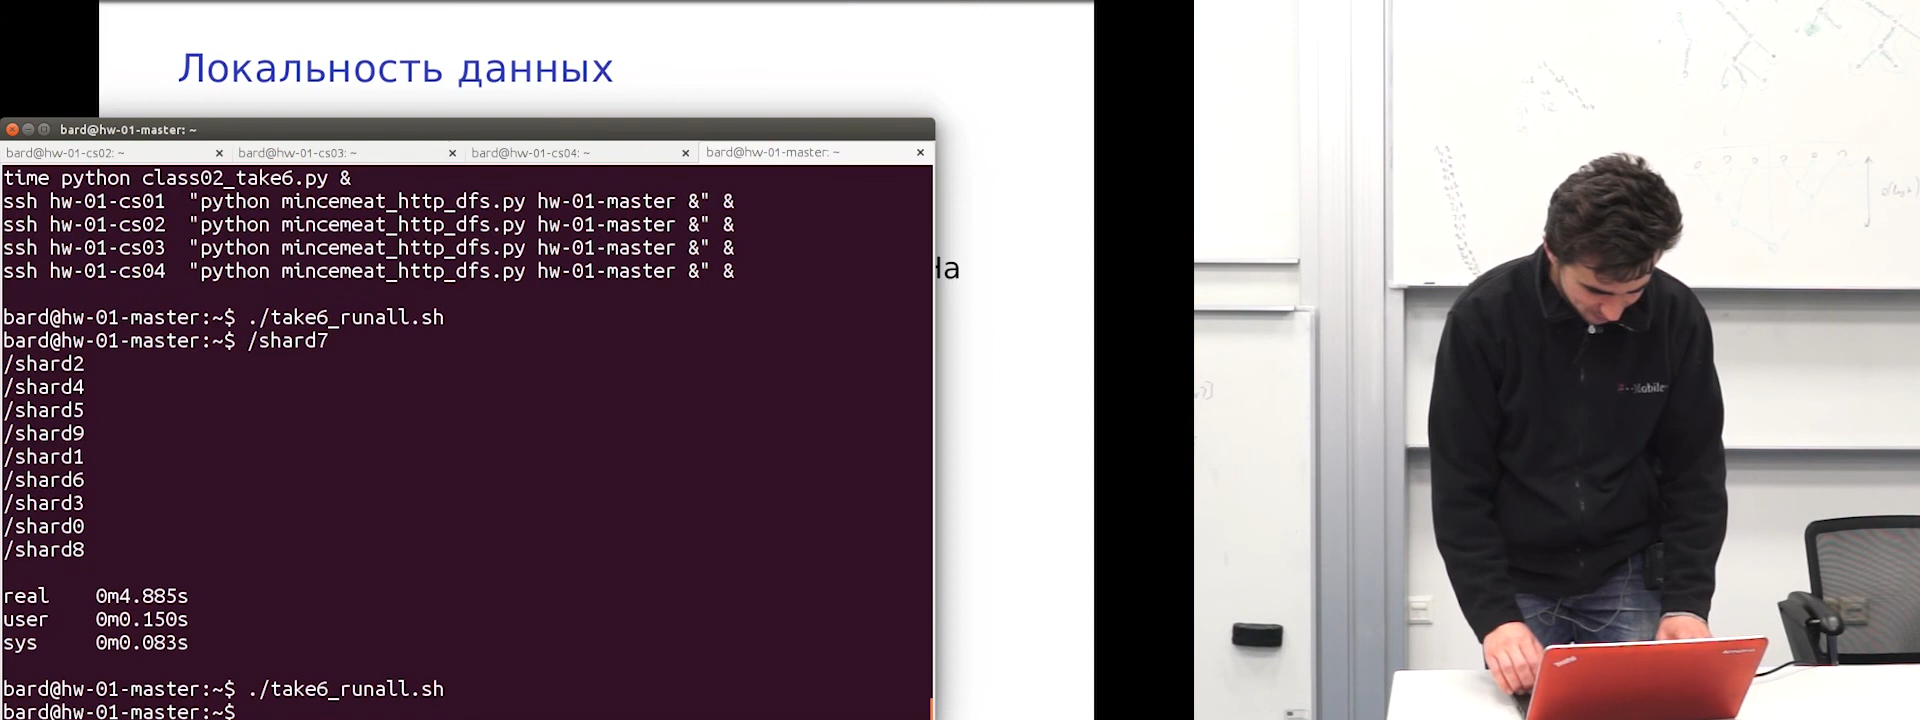 Локальность данных
bard@hw-01-master: ~
bard@hw-01-cs02: ~ bard@hw-01-cs03: ~ bard@hw-01-cs04: ~ bard@hw-01-master: ~
time python class02_take6.py &
ssh hw-01-cs01  "python mincemeat_http_dfs.py hw-01-master &" &
ssh hw-01-cs02  "python mincemeat_http_dfs.py hw-01-master &" &
ssh hw-01-cs03  "python mincemeat_http_dfs.py hw-01-master &" &
ssh hw-01-cs04  "python mincemeat_http_dfs.py hw-01-master &" &
bard@hw-01-master:~$ ./take6_runall.sh
bard@hw-01-master:~$ /shard7
/shard2
/shard4
/shard5
/shard9
/shard1
/shard6
/shard3
/shard0
/shard8
real 0m4.885s
user 0m0.150s
sys 0m0.083s
bard@hw-01-master:~$ ./take6_runall.sh
bard@hw-01-master:~$
Mobile